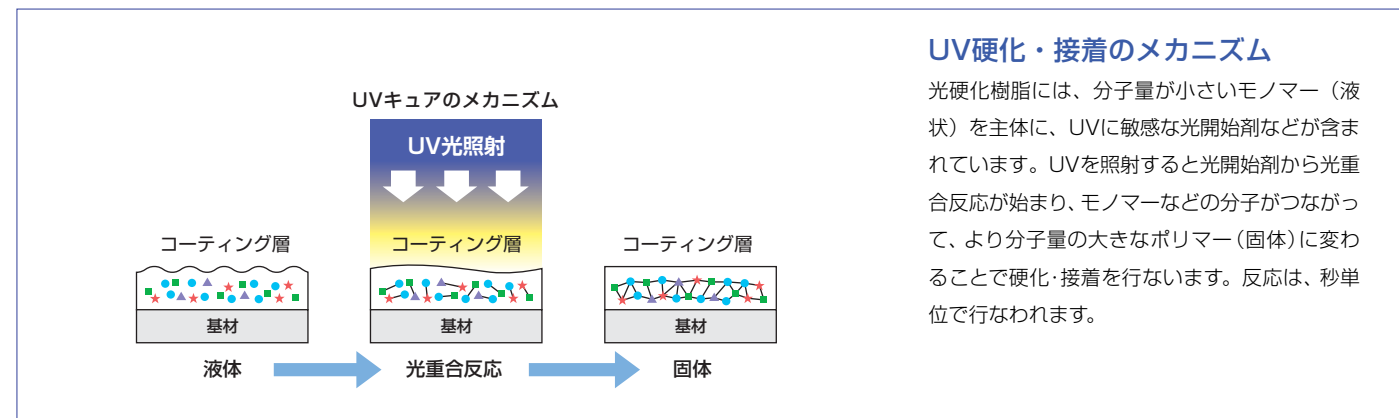 UV硬化・接着のメカニズム
光硬化樹脂には、分子量が小さいモノマー（液
状）を主体に、UVに敏感な光開始剤などが含ま
れています。UVを照射すると光開始剤から光重
合反応が始まり、モノマーなどの分子がつながっ
て、より分子量の大きなポリマー（固体）に変わ
ることで硬化・接着を行ないます。反応は、秒単
位で行なわれます。
UVキュアのメカニズム
UV光照射
コーティング層
コーティング層
コーティング層
基材
基材
基材
液体
光重合反応
固体